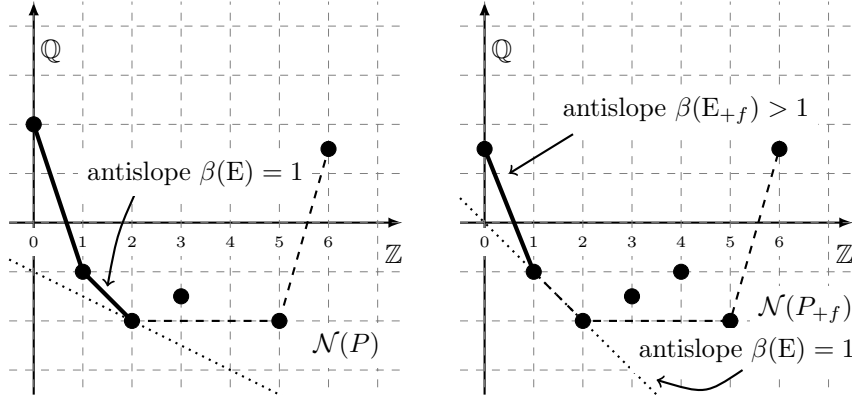 ℚ
antislope β(E) = 1
0 1 2 3 4 5 6
ℤ
𝒩(P)
ℚ
antislope β(E₊f) > 1
0 1 2 3 4 5 6
ℤ
𝒩(P₊f)
antislope β(E) = 1